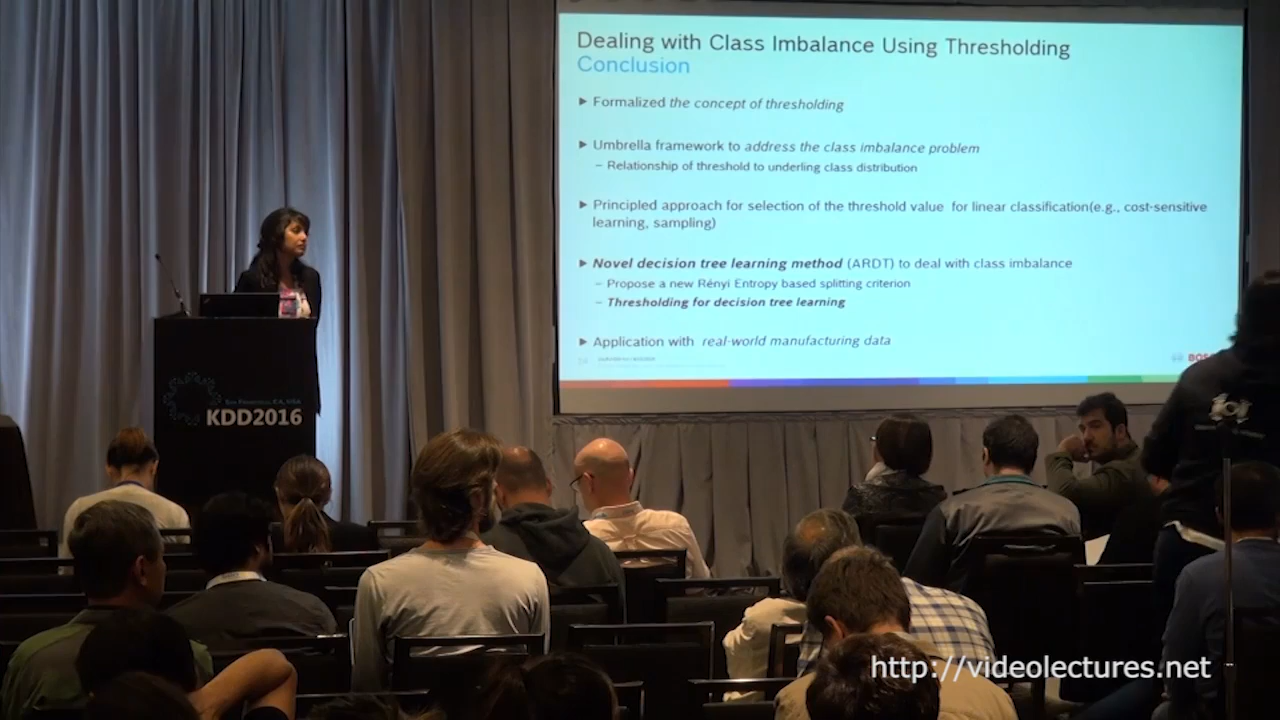 Dealing with Class Imbalance Using Thresholding
Conclusion
▶ Formalized the concept of thresholding
▶ Umbrella framework to address the class imbalance problem
– Relationship of threshold to underling class distribution
▶ Principled approach for selection of the threshold value for linear classification(e.g., cost-sensitive
learning, sampling)
▶ Novel decision tree learning method (ARDT) to deal with class imbalance
– Propose a new Rényi Entropy based splitting criterion
– Thresholding for decision tree learning
▶ Application with real-world manufacturing data
KDD2016
http://videolectures.net